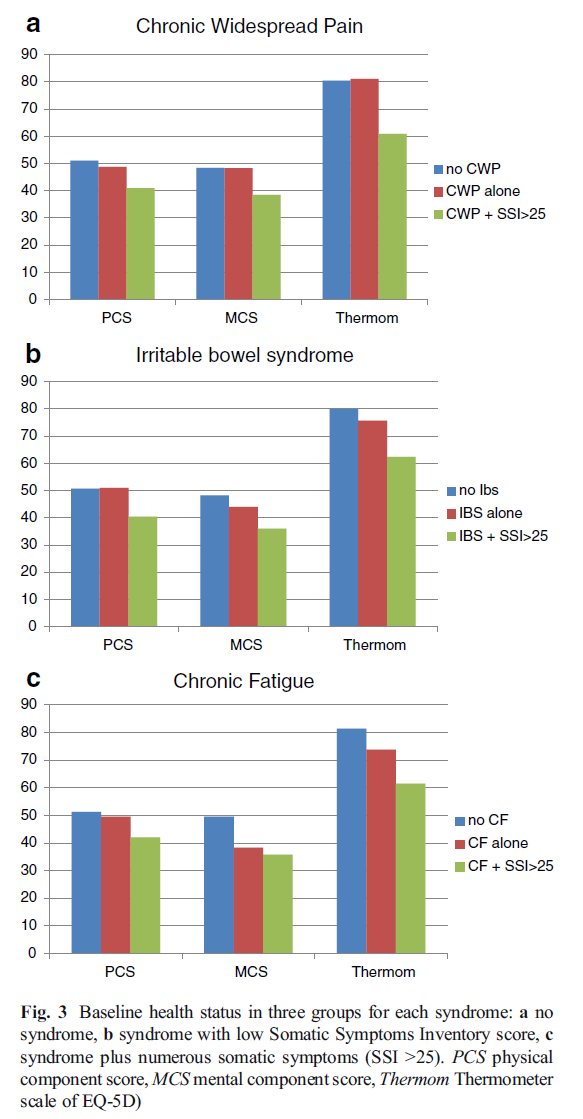 a
Chronic Widespread Pain
90
80
70
60
50
40
30
20
10
0
PCS
MCS
Thermom
no CWP
CWP alone
CWP + SSI>25
b
Irritable bowel syndrome
90
80
70
60
50
40
30
20
10
0
PCS
MCS
Thermom
no Ibs
IBS alone
IBS + SSI>25
c
Chronic Fatigue
90
80
70
60
50
40
30
20
10
0
PCS
MCS
Thermom
no CF
CF alone
CF + SSI>25
Fig. 3 Baseline health status in three groups for each syndrome: a no
syndrome, b syndrome with low Somatic Symptoms Inventory score, c
syndrome plus numerous somatic symptoms (SSI >25). PCS physical
component score, MCS mental component score, Thermom Thermometer
scale of EQ-5D)